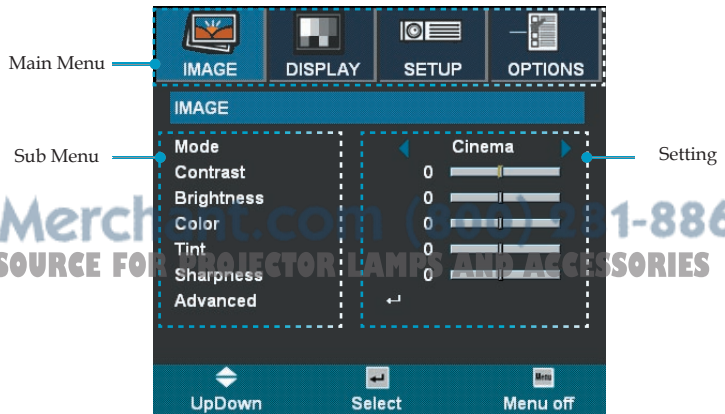 Main Menu
IMAGE DISPLAY SETUP OPTIONS
IMAGE
Sub Menu
Setting
Mode Cinema
Contrast 0
Brightness 0
Color 0
Tint 0
Sharpness 0
Advanced
Merchant.com (800) 281-886
SOURCE FOR PROJECTOR LAMPS AND ACCESSORIES
Menu
UpDown Select Menu off